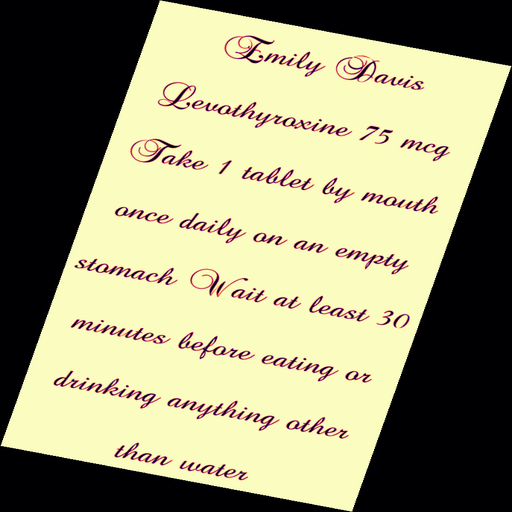 Emily Davis
Levothyroxine 75 mcg
Take 1 tablet by mouth
once daily on an empty
stomach Wait at least 30
minutes before eating or
drinking anything other
than water